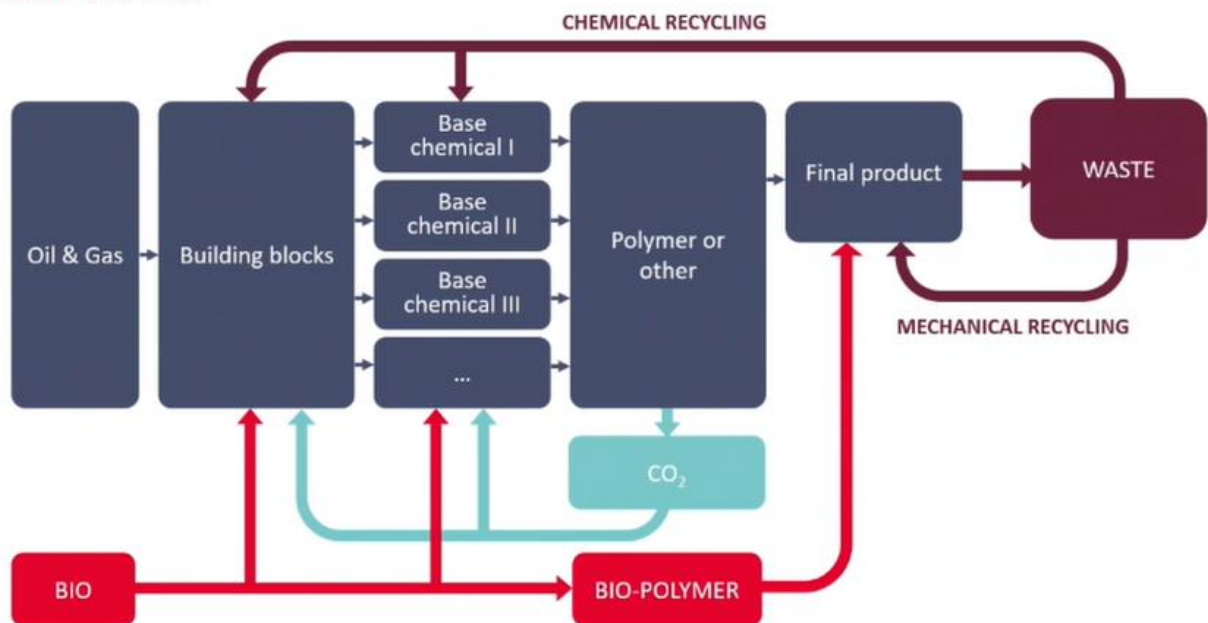 CHEMICAL RECYCLING
Oil & Gas
Building blocks
Base
chemical I
Base
chemical II
Base
chemical III
...
Polymer or
other
Final product
WASTE
MECHANICAL RECYCLING
CO₂
BIO
BIO-POLYMER